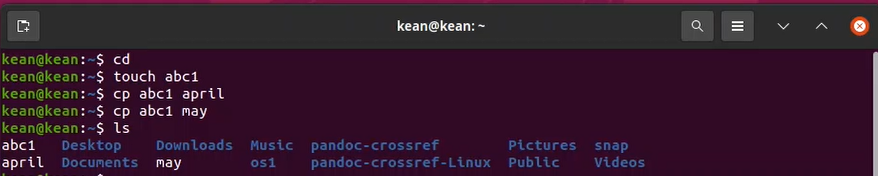 kean@kean: ~
kean@kean:~$ cd
kean@kean:~$ touch abc1
kean@kean:~$ cp abc1 april
kean@kean:~$ cp abc1 may
kean@kean:~$ ls
abc1 Desktop Downloads Music pandoc-crossref Pictures snap
april Documents may os1 pandoc-crossref-Linux Public Videos